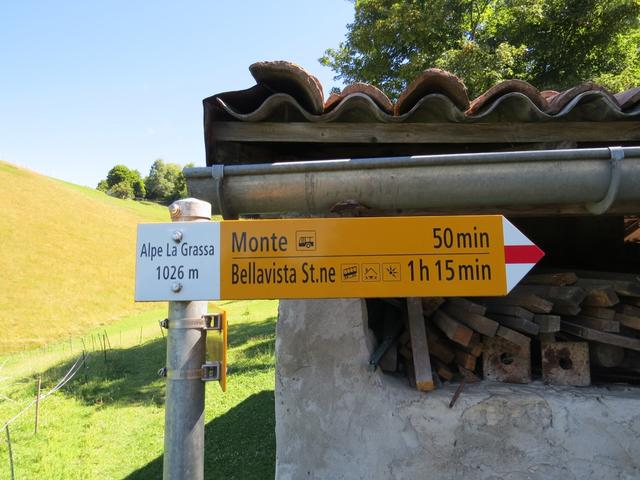 Alpe La Grassa
1026 m
Monte 50 min
Bellavista St.ne 1 h 15 min